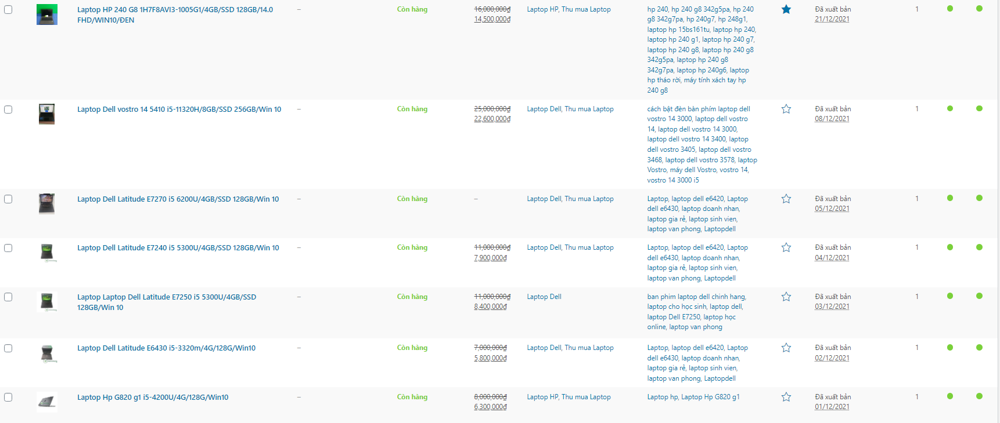 Laptop HP 240 G8 1H7F8AVI3-1005G1/4GB/SSD 128GB/14.0
FHD/WIN10/ĐEN
–
Còn hàng
16,000,000₫
14,500,000₫
Laptop HP, Thu mua Laptop
hp 240, hp 240 g8 342g5pa, hp 240
g8 342g7pa, hp 240g7, hp 248g1,
laptop hp 15bs161tu, laptop hp 240,
laptop hp 240 g1, laptop hp 240 g7,
laptop hp 240 g8, laptop hp 240 g8
342g5pa, laptop hp 240 g8
342g7pa, laptop hp 240g6, laptop
hp tháo rời, máy tính xách tay hp
240 g8
Đã xuất bản
21/12/2021
1
Laptop Dell vostro 14 5410 i5-11320H/8GB/SSD 256GB/Win 10
–
Còn hàng
25,000,000₫
22,600,000₫
Laptop Dell, Thu mua Laptop
cách bật đèn bàn phím laptop dell
vostro 14 3000, laptop dell vostro
14, laptop dell vostro 14 3000,
laptop dell vostro 14 3400, laptop
dell vostro 3405, laptop dell vostro
3468, laptop dell vostro 3578, laptop
Vostro, máy dell Vostro, vostro 14,
vostro 14 3000 i5
Đã xuất bản
08/12/2021
1
Laptop Dell Latitude E7270 i5 6200U/4GB/SSD 128GB/Win 10
–
Còn hàng
–
Laptop Dell, Thu mua Laptop
Laptop, laptop dell e6420, Laptop
dell e6430, laptop doanh nhan,
laptop gia rẻ, laptop sinh vien,
laptop van phong, Laptopdell
Đã xuất bản
05/12/2021
1
Laptop Dell Latitude E7240 i5 5300U/4GB/SSD 128GB/Win 10
–
Còn hàng
11,000,000₫
7,900,000₫
Laptop Dell, Thu mua Laptop
Laptop, laptop dell e6420, Laptop
dell e6430, laptop doanh nhan,
laptop gia rẻ, laptop sinh vien,
laptop van phong, Laptopdell
Đã xuất bản
04/12/2021
1
Laptop Laptop Dell Latitude E7250 i5 5300U/4GB/SSD
128GB/Win 10
–
Còn hàng
11,000,000₫
8,400,000₫
Laptop Dell
ban phim laptop dell chinh hang,
laptop cho học sinh, laptop dell,
laptop Dell E7250, laptop học
online, laptop van phong
Đã xuất bản
03/12/2021
1
Laptop Dell Latitude E6430 i5-3320m/4G/128G/Win10
–
Còn hàng
7,000,000₫
5,800,000₫
Laptop Dell, Thu mua Laptop
Laptop, laptop dell e6420, Laptop
dell e6430, laptop doanh nhan,
laptop gia rẻ, laptop sinh vien,
laptop van phong, Laptopdell
Đã xuất bản
02/12/2021
1
Laptop Hp G820 g1 i5-4200U/4G/128G/Win10
–
Còn hàng
8,000,000₫
6,300,000₫
Laptop HP, Thu mua Laptop
Laptop hp, Laptop Hp G820 g1
Đã xuất bản
01/12/2021
1